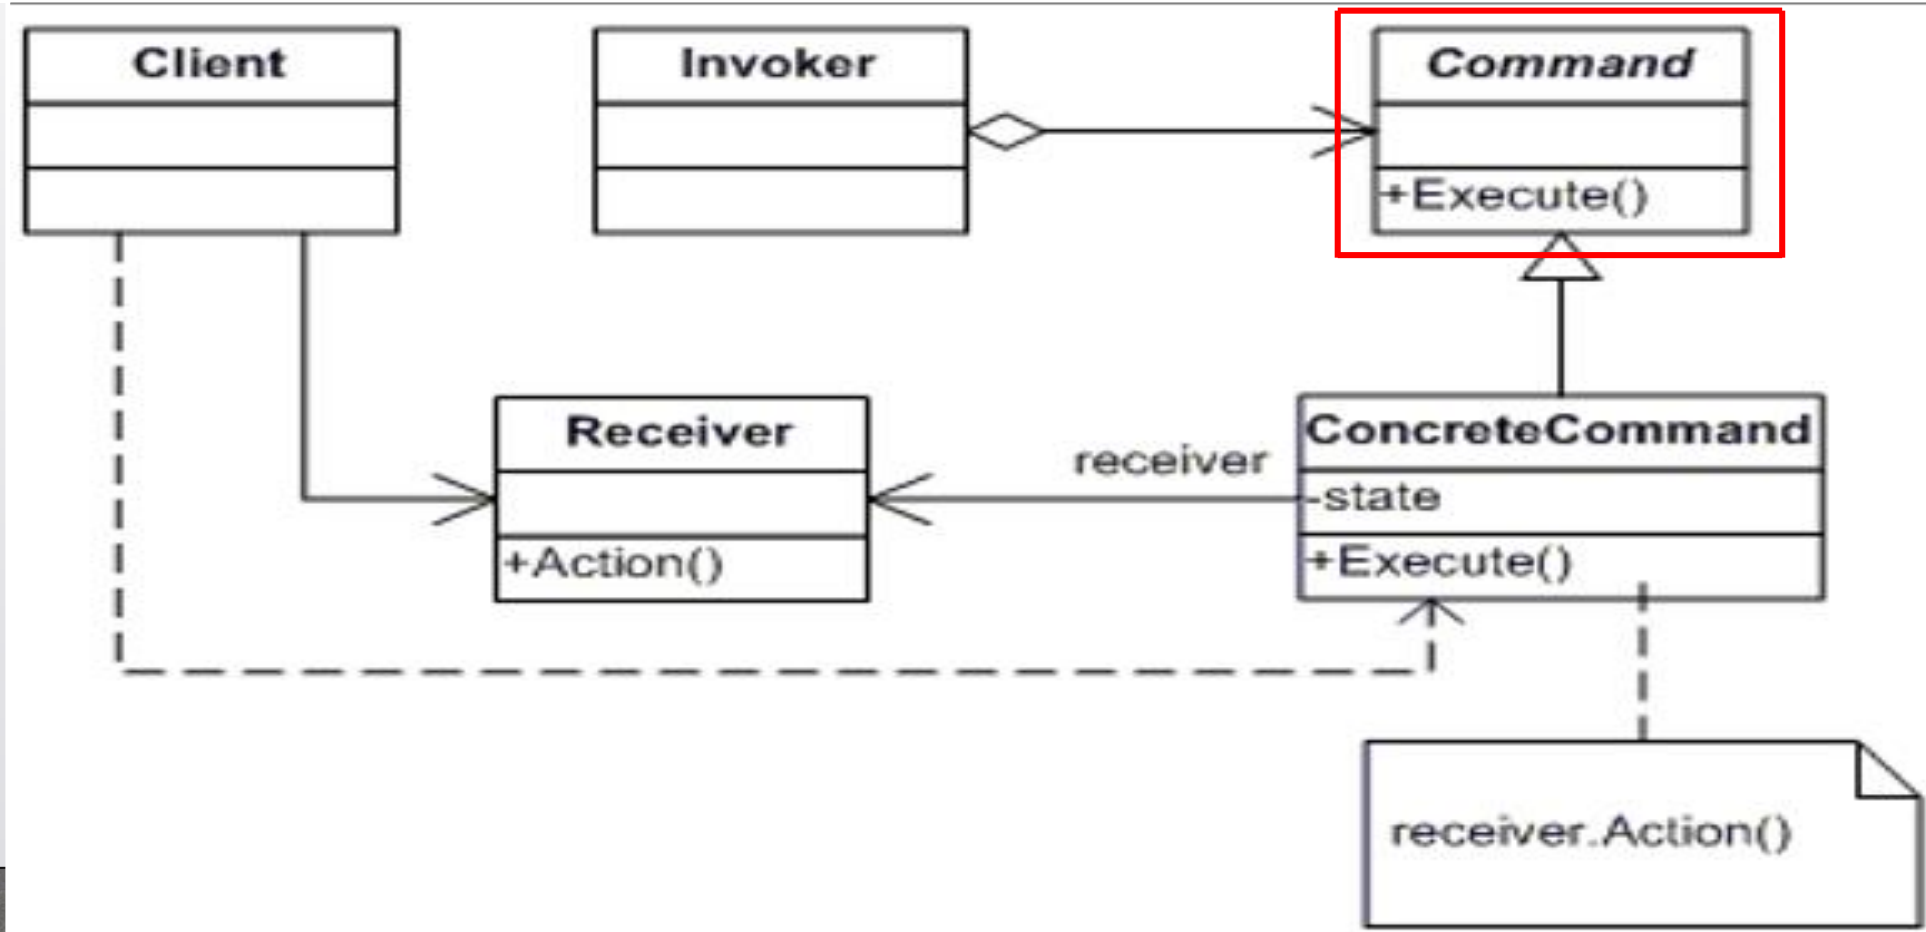 Client
Invoker
Command
+Execute()
Receiver
+Action()
receiver
ConcreteCommand
-state
+Execute()
receiver.Action()